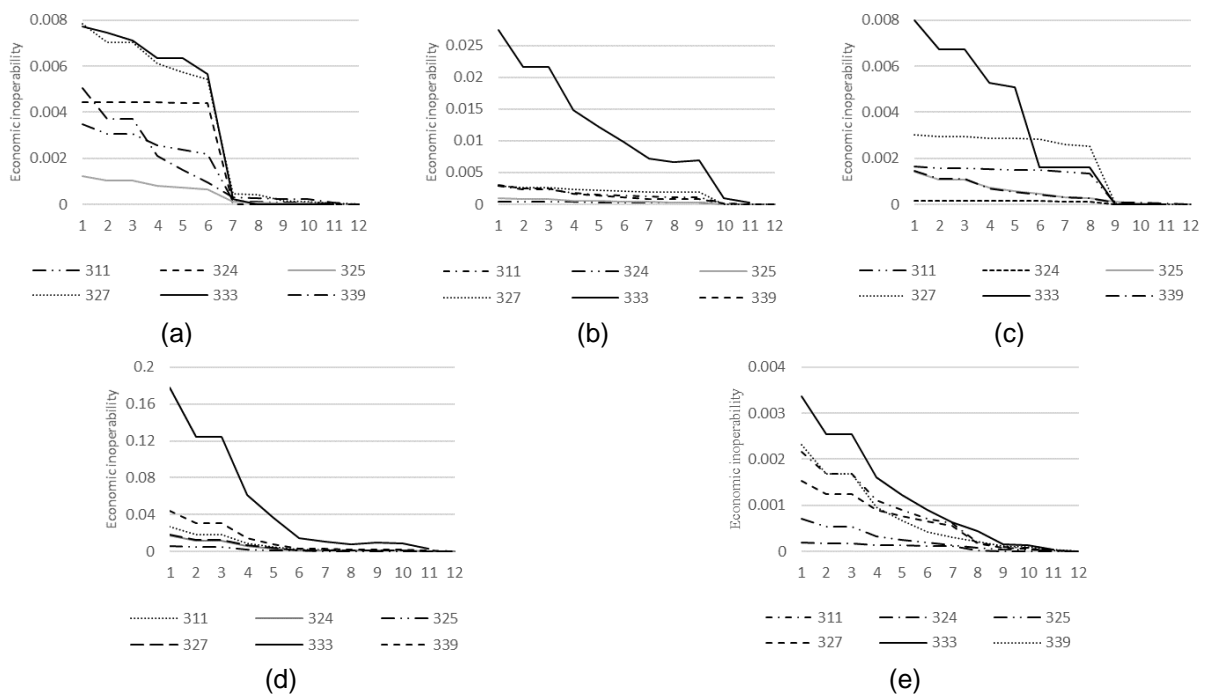 Economic inoperability
0.008
0.006
0.004
0.002
0
1 2 3 4 5 6 7 8 9 10 11 12
311 324 325
327 333 339
(a)
Economic inoperability
0.025
0.02
0.015
0.01
0.005
0
1 2 3 4 5 6 7 8 9 10 11 12
311 324 325
327 333 339
(b)
Economic inoperability
0.008
0.006
0.004
0.002
0
1 2 3 4 5 6 7 8 9 10 11 12
311 324 325
327 333 339
(c)
Economic inoperability
0.2
0.16
0.12
0.08
0.04
0
1 2 3 4 5 6 7 8 9 10 11 12
311 324 325
327 333 339
(d)
Economic inoperability
0.004
0.003
0.002
0.001
0
1 2 3 4 5 6 7 8 9 10 11 12
311 324 325
327 333 339
(e)